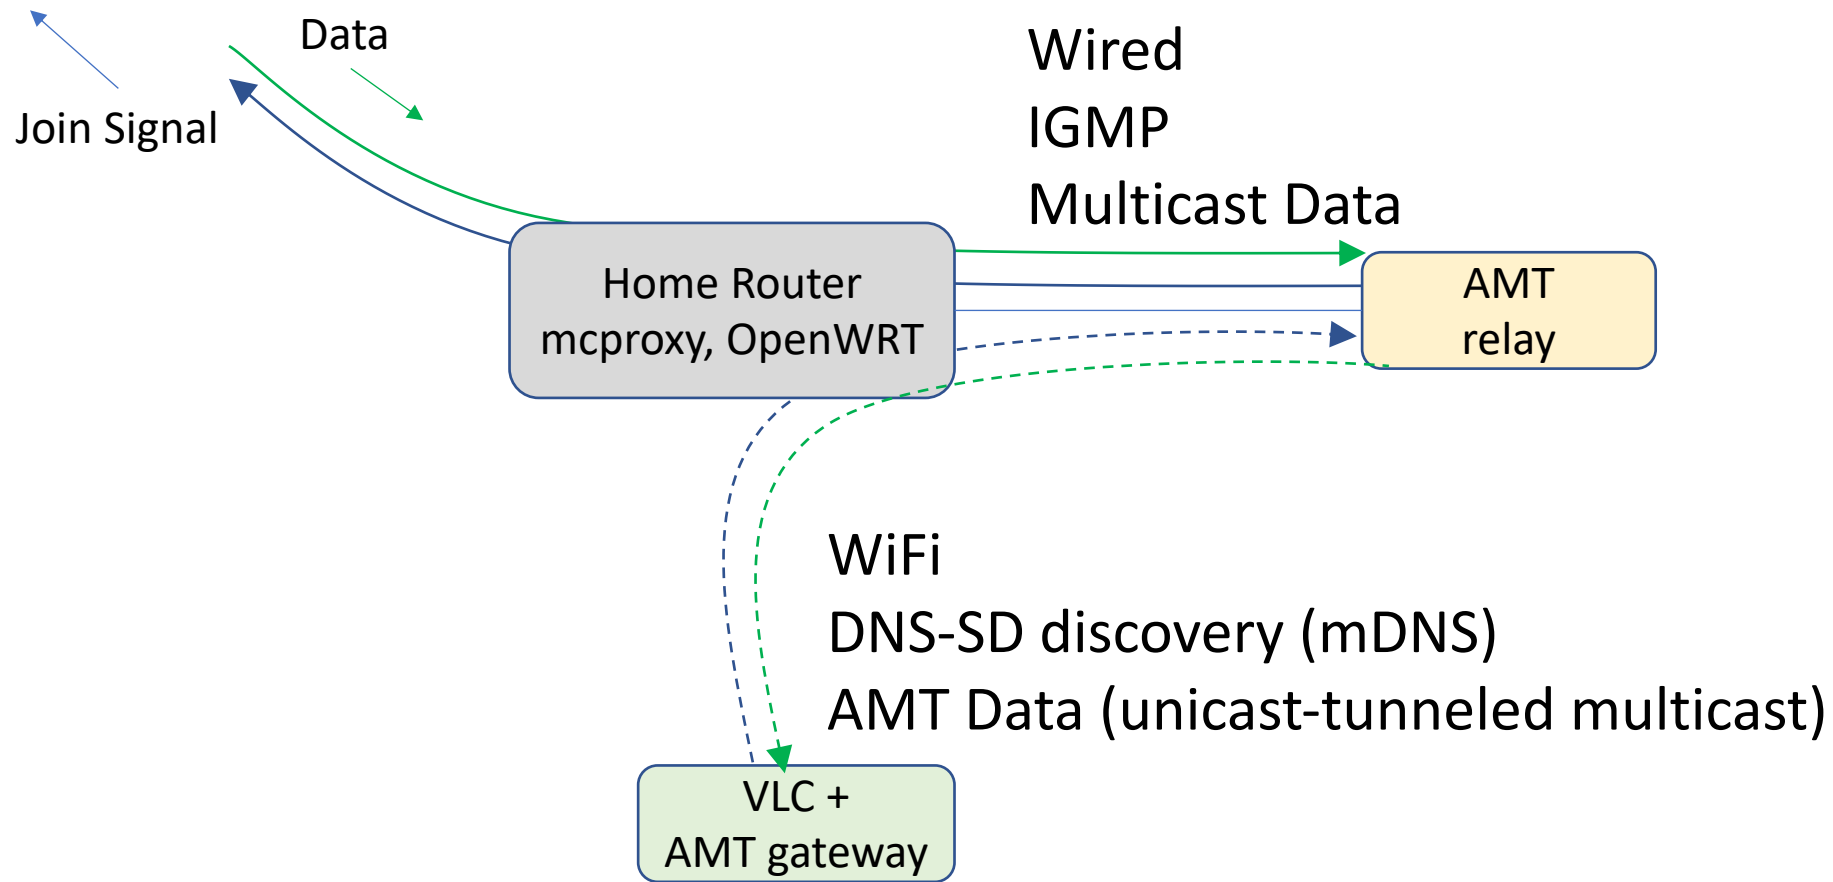 Data
Join Signal
Wired
IGMP
Multicast Data
Home Router
mcproxy, OpenWRT
AMT
relay
WiFi
DNS-SD discovery (mDNS)
AMT Data (unicast-tunneled multicast)
VLC +
AMT gateway